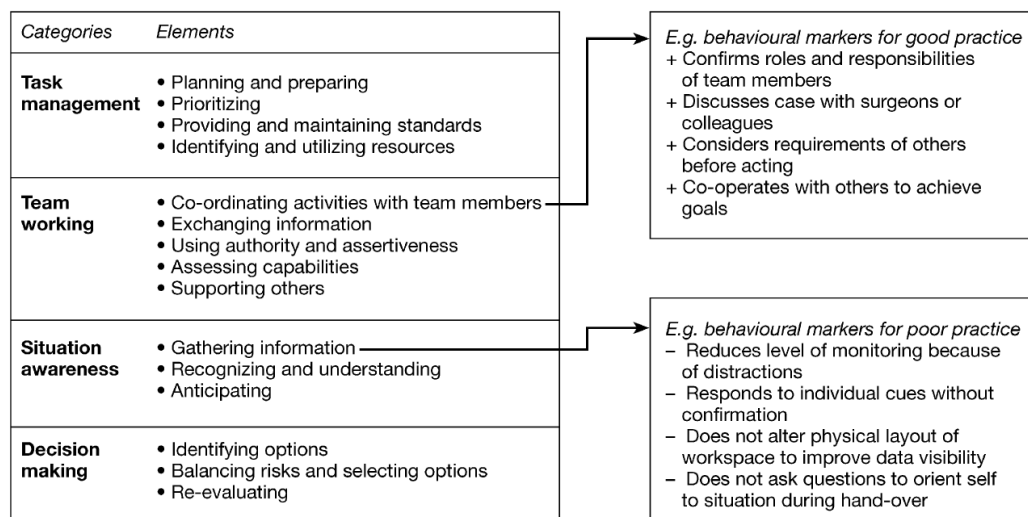 Categories Elements
Task
management
• Planning and preparing
• Prioritizing
• Providing and maintaining standards
• Identifying and utilizing resources
Team
working
• Co-ordinating activities with team members
• Exchanging information
• Using authority and assertiveness
• Assessing capabilities
• Supporting others
Situation
awareness
• Gathering information
• Recognizing and understanding
• Anticipating
Decision
making
• Identifying options
• Balancing risks and selecting options
• Re-evaluating
E.g. behavioural markers for good practice
+ Confirms roles and responsibilities
of team members
+ Discusses case with surgeons or
colleagues
+ Considers requirements of others
before acting
+ Co-operates with others to achieve
goals
E.g. behavioural markers for poor practice
– Reduces level of monitoring because
of distractions
– Responds to individual cues without
confirmation
– Does not alter physical layout of
workspace to improve data visibility
– Does not ask questions to orient self
to situation during hand-over